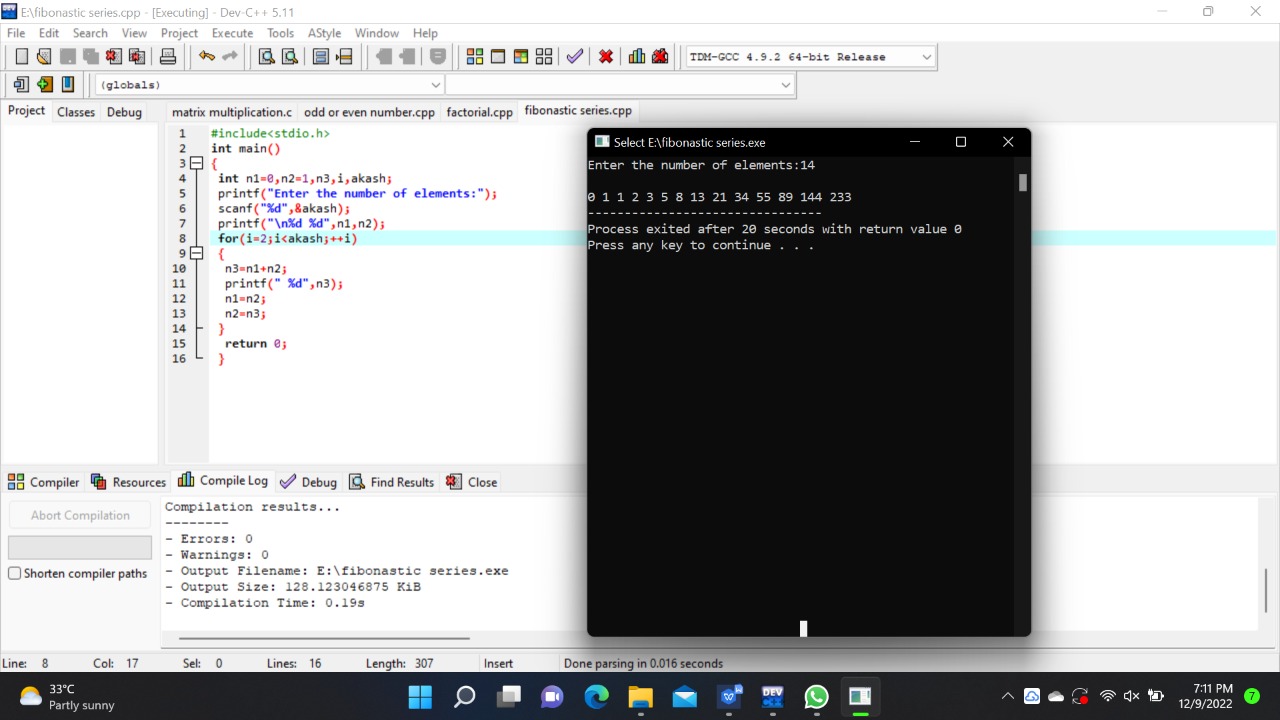 E:\fibonastic series.cpp - [Executing] - Dev-C++ 5.11
File Edit Search View Project Execute Tools AStyle Window Help
TDM-GCC 4.9.2 64-bit Release
(globals)
Project Classes Debug
matrix multiplication.c odd or even number.cpp factorial.cpp fibonastic series.cpp
1 #include<stdio.h>
2 int main()
3 {
4 int n1=0,n2=1,n3,i,akash;
5 printf("Enter the number of elements:");
6 scanf("%d",&akash);
7 printf("\n%d %d",n1,n2);
8 for(i=2;i<akash;++i)
9 {
10 n3=n1+n2;
11 printf(" %d",n3);
12 n1=n2;
13 n2=n3;
14 }
15 return 0;
16 }
Select E:\fibonastic series.exe
Enter the number of elements:14
0 1 1 2 3 5 8 13 21 34 55 89 144 233
--------------------------------
Process exited after 20 seconds with return value 0
Press any key to continue . . .
Compiler Resources Compile Log Debug Find Results Close
Abort Compilation
Shorten compiler paths
Compilation results...
--------
- Errors: 0
- Warnings: 0
- Output Filename: E:\fibonastic series.exe
- Output Size: 128.123046875 KiB
- Compilation Time: 0.19s
Line: 8 Col: 17 Sel: 0 Lines: 16 Length: 307 Insert Done parsing in 0.016 seconds
33°C
Partly sunny
DEV
7:11 PM
12/9/2022
7